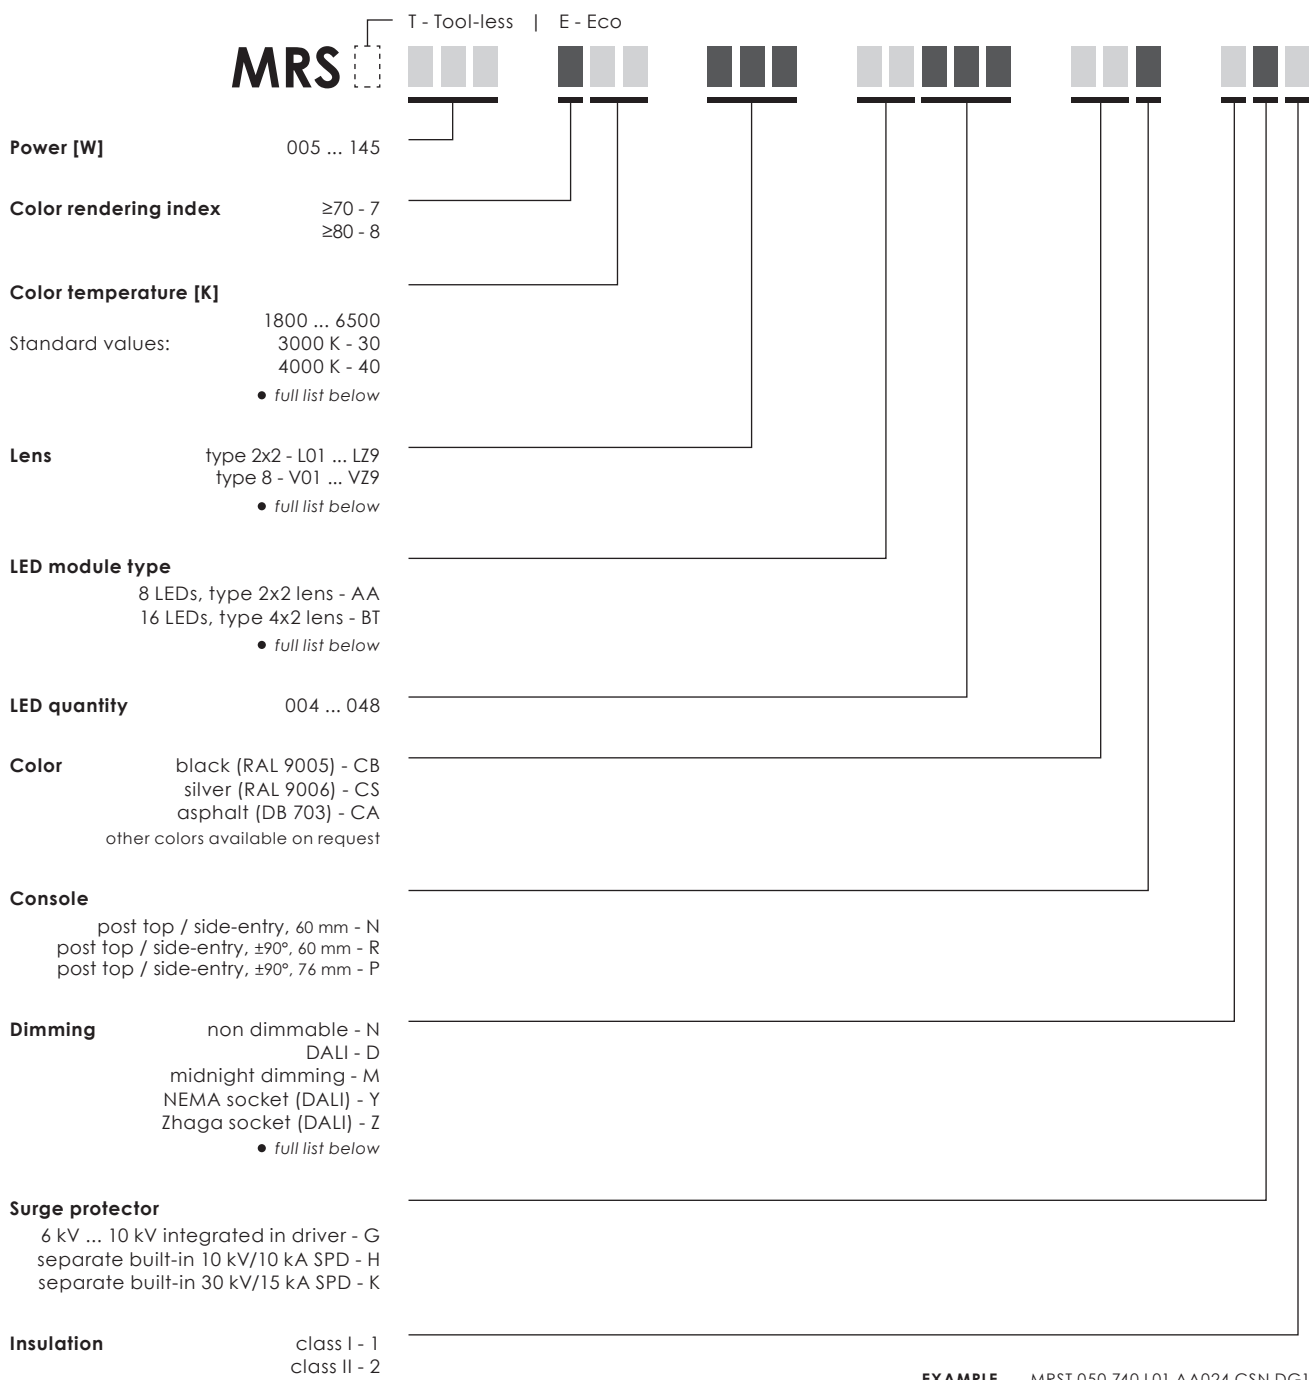 T - Tool-less | E - Eco
MRS
Power [W] 005 ... 145
Color rendering index ≥70 - 7
≥80 - 8
Color temperature [K]
1800 ... 6500
Standard values: 3000 K - 30
4000 K - 40
● full list below
Lens type 2x2 - L01 ... LZ9
type 8 - V01 ... VZ9
● full list below
LED module type
8 LEDs, type 2x2 lens - AA
16 LEDs, type 4x2 lens - BT
● full list below
LED quantity 004 ... 048
Color black (RAL 9005) - CB
silver (RAL 9006) - CS
asphalt (DB 703) - CA
other colors available on request
Console
post top / side-entry, 60 mm - N
post top / side-entry, ±90°, 60 mm - R
post top / side-entry, ±90°, 76 mm - P
Dimming non dimmable - N
DALI - D
midnight dimming - M
NEMA socket (DALI) - Y
Zhaga socket (DALI) - Z
● full list below
Surge protector
6 kV ... 10 kV integrated in driver - G
separate built-in 10 kV/10 kA SPD - H
separate built-in 30 kV/15 kA SPD - K
Insulation class I - 1
class II - 2
EXAMPLE MRST 050 740 L01 AA024 CSN DG1